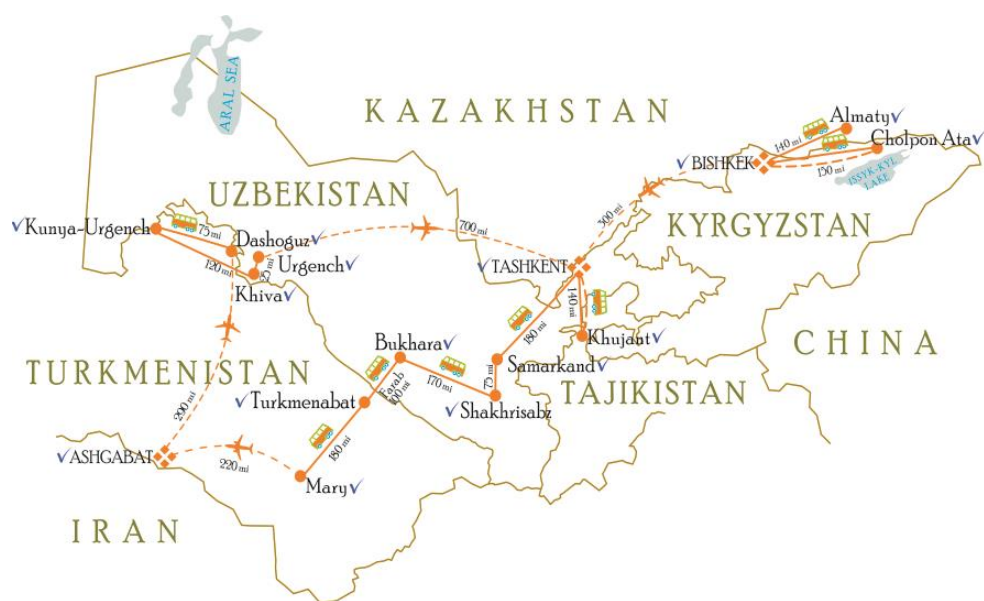 ARAL SEA
KAZAKHSTAN
Almaty
140 mi
Cholpon Ata
BISHKEK
150 mi
ISSYK-KYL
LAKE
UZBEKISTAN
500 mi
KYRGYZSTAN
Kunya-Urgench
75 mi
Dashoguz
700 mi
120 mi
25 mi
Urgench
TASHKENT
Khiva
140 mi
180 mi
Khujant
CHINA
Bukhara
TURKMENISTAN
Samarkand
Farab
100 mi
170 mi
72 mi
TAJIKISTAN
290 mi
Turkmenabat
Shakhrisabz
180 mi
ASHGABAT
220 mi
Mary
IRAN